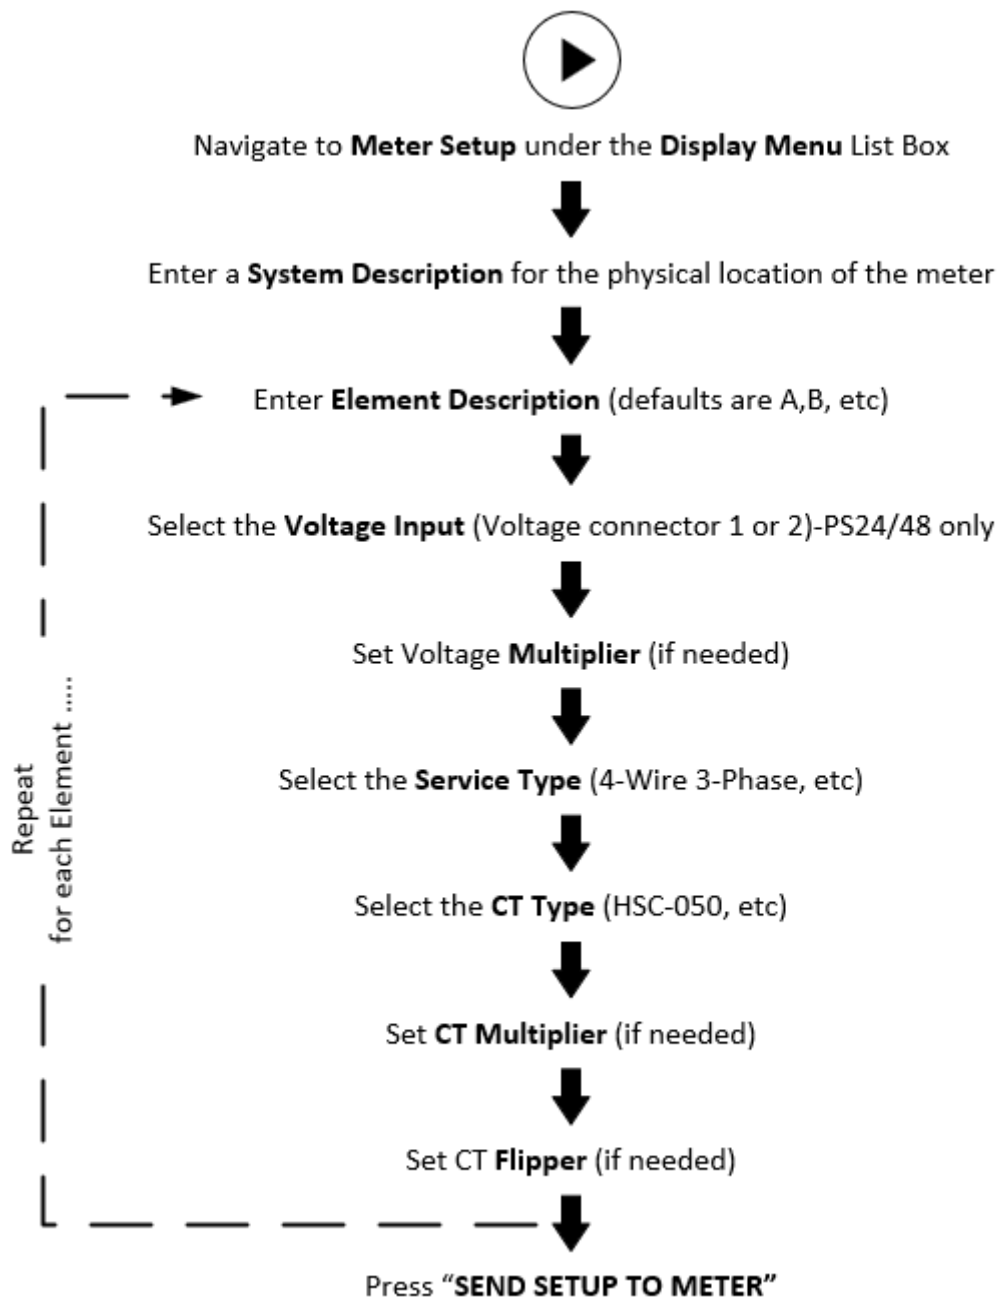 Navigate to Meter Setup under the Display Menu List Box
Enter a System Description for the physical location of the meter
Enter Element Description (defaults are A,B, etc)
Select the Voltage Input (Voltage connector 1 or 2)-PS24/48 only
Set Voltage Multiplier (if needed)
Select the Service Type (4-Wire 3-Phase, etc)
Select the CT Type (HSC-050, etc)
Set CT Multiplier (if needed)
Set CT Flipper (if needed)
Press “SEND SETUP TO METER”
Repeat
for each Element .....